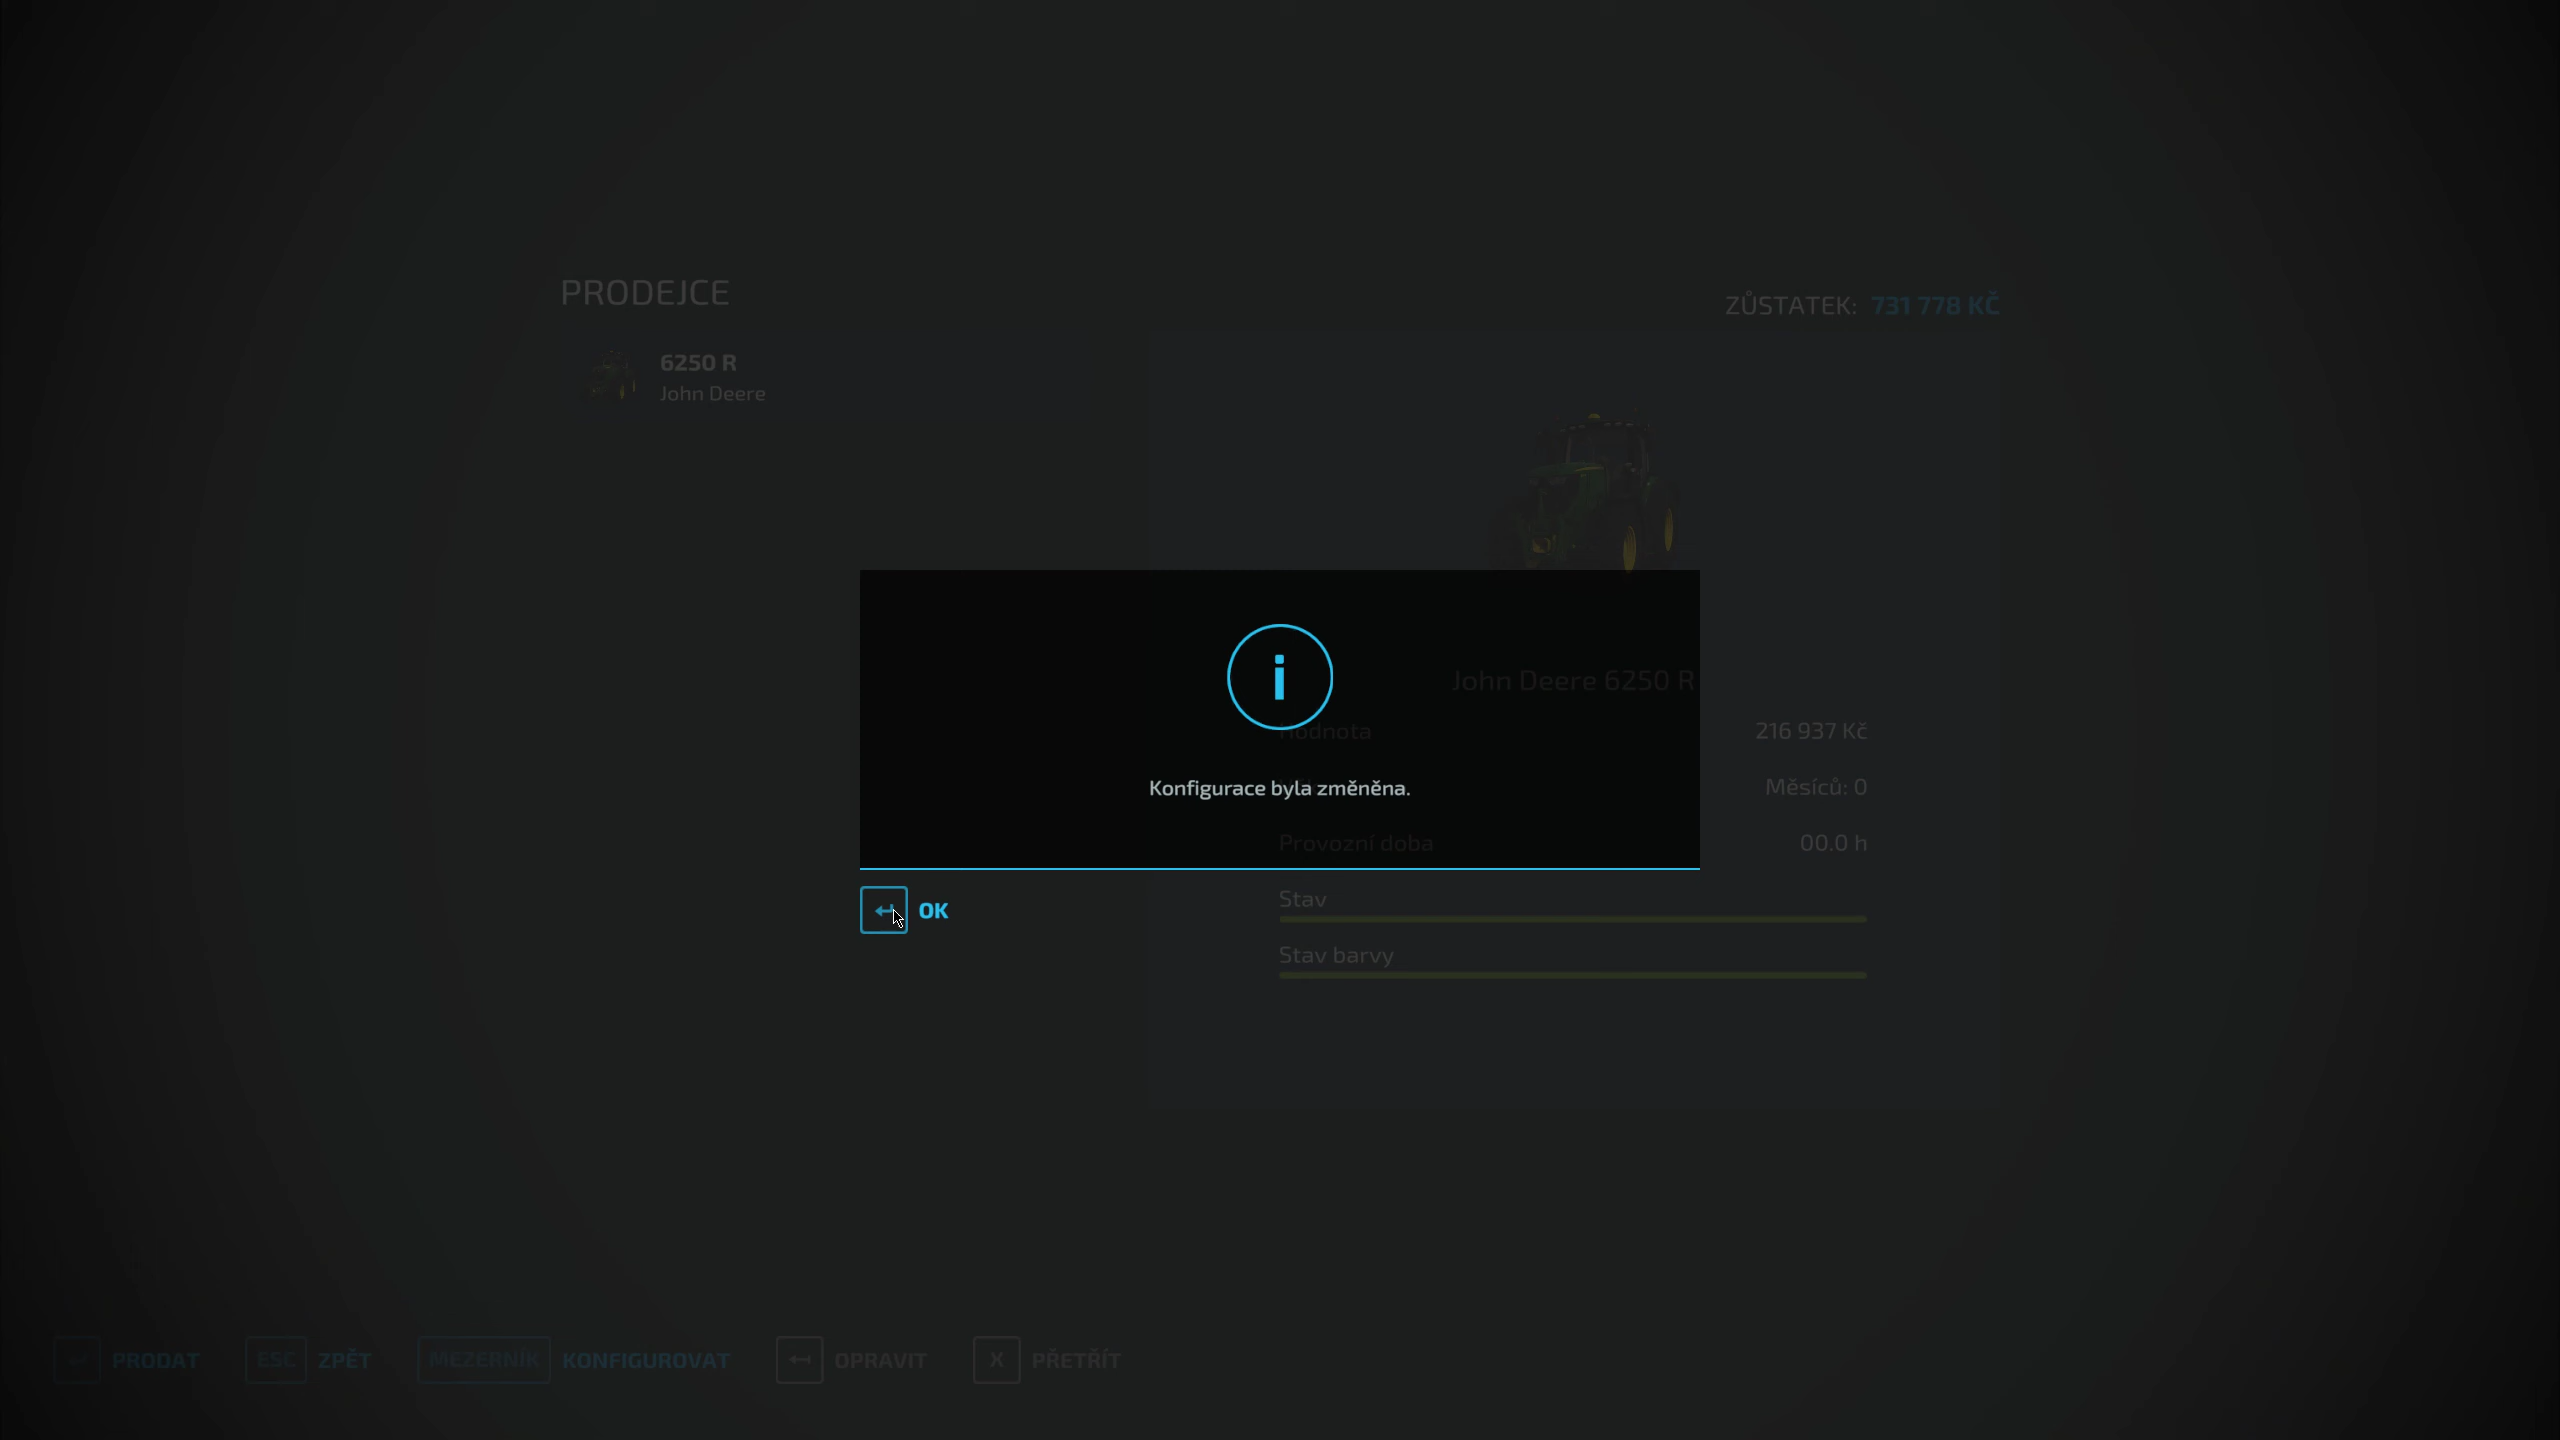 PRODEJCE
ZŮSTATEK: 731 778 KČ
6250 R
John Deere
i
John Deere 6250 R
Hodnota
216 937 Kč
Konfigurace byla změněna.
Měsíců: 0
Provozní doba
00.0 h
OK
Stav
Stav barvy
PRODAT
ESC ZPĚT
MEZERNÍK KONFIGUROVAT
OPRAVIT
X PŘETŘÍT